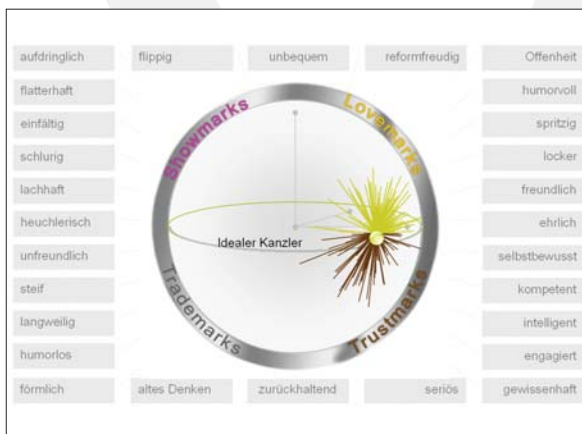 aufdringlich
flippig
unbequem
reformfreudig
Offenheit
flatterhaft
humorvoll
einfältig
spritzig
schlurig
locker
lachhaft
freundlich
heuchlerisch
ehrlich
unfreundlich
selbstbewusst
steif
kompetent
langweilig
intelligent
humorlos
engagiert
förmlich
altes Denken
zurückhaltend
seriös
gewissenhaft
Showmarks
Lovemarks
Idealer Kanzler
Trademarks
Trustmarks